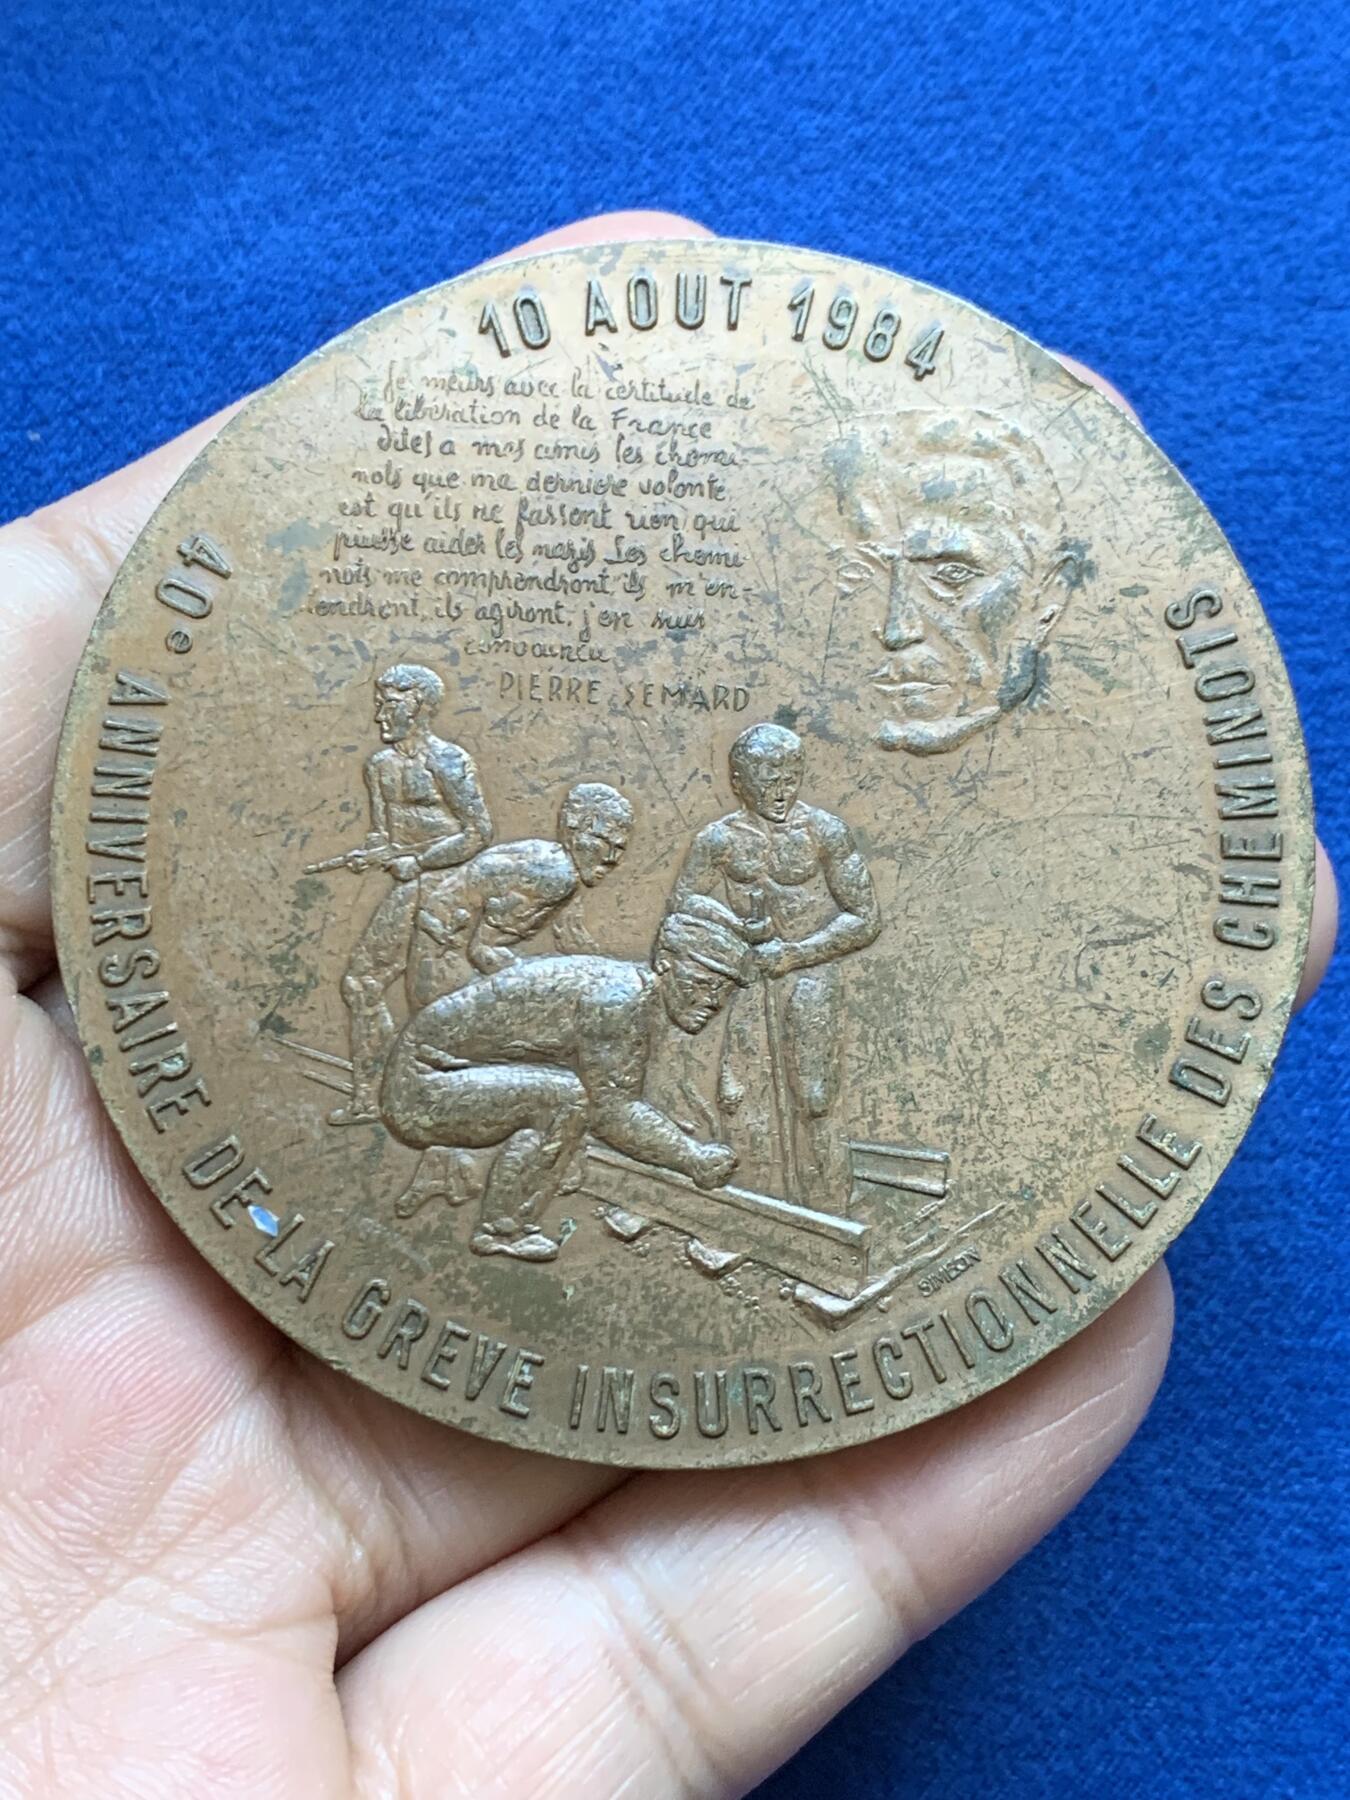 10 AOUT 1984
Je meurs avec la certitude de
la libération de la France
dites a mes amis les chemi-
nots que ma derniere volonte
est qu'ils ne fassent rien qui
puisse aider les nazis Les chemi-
nots me comprendront, ils m'en-
tendront, ils agiront, j'en suis
convaincu
PIERRE SEMARD
SIMEON
40e ANNIVERSAIRE DE LA GREVE INSURRECTIONNELLE DES CHEMINOTS